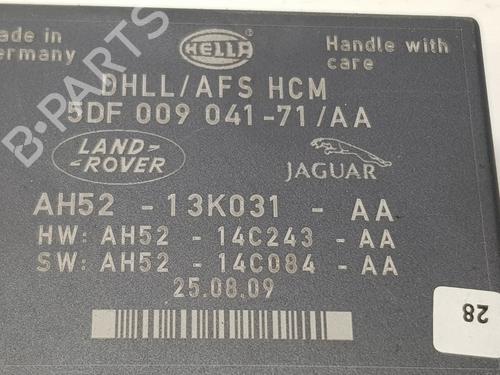 ade in
ermany
HELLA
Handle with
care
DHLL/AFS HCM
5DF 009 041-71/AA
LAND-
-ROVER
JAGUAR
AH52 - 13K031 - AA
HW: AH52 - 14C243 -AA
SW: AH52 - 14C084 -AA
25.08.09
28
B-PARTS